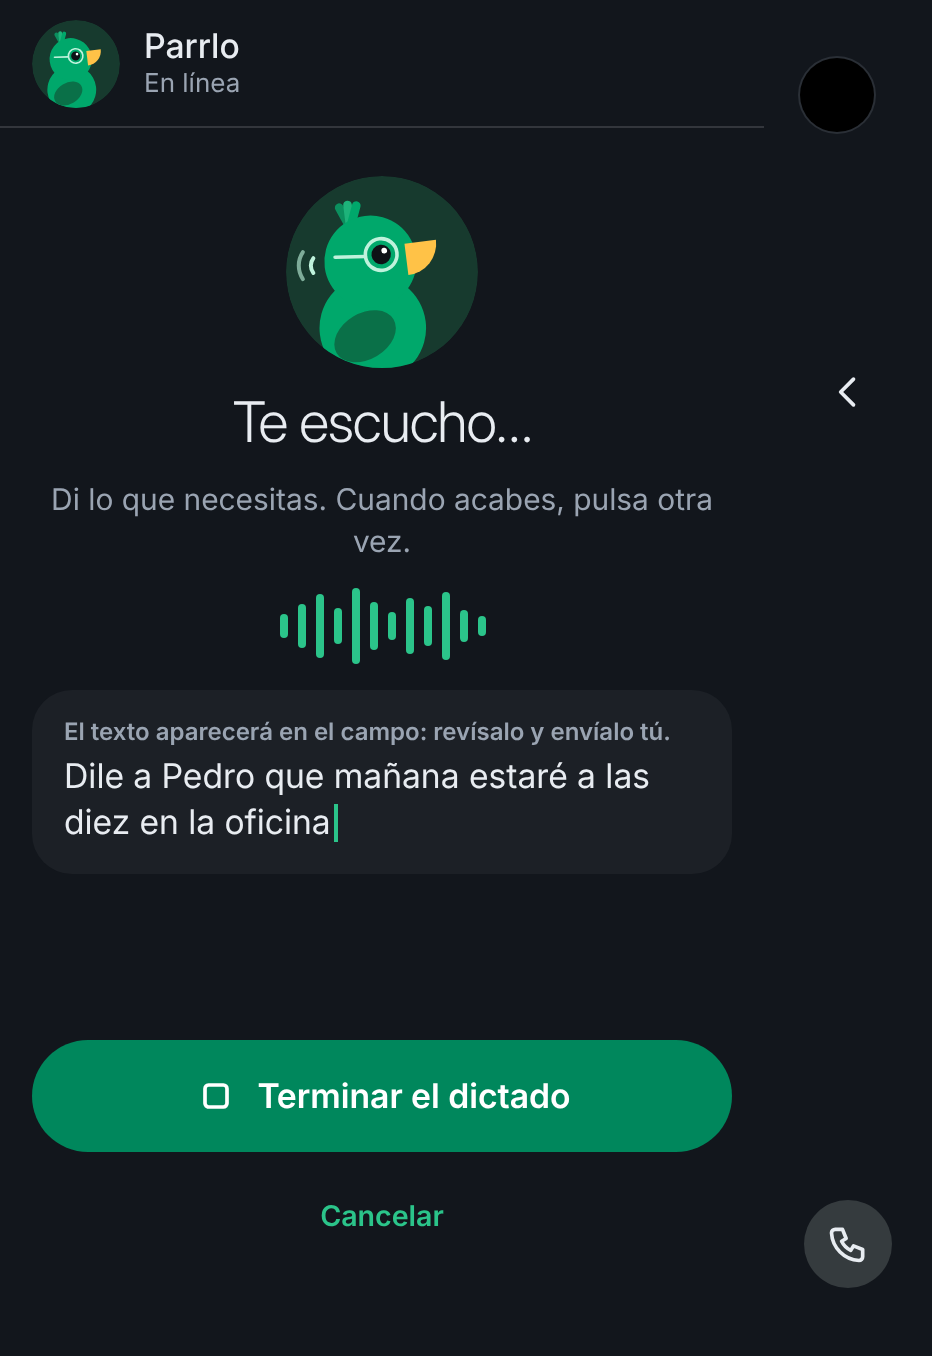 Parrlo
En línea
Te escucho...
Di lo que necesitas. Cuando acabes, pulsa otra
vez.
El texto aparecerá en el campo: revísalo y envíalo tú.
Dile a Pedro que mañana estaré a las
diez en la oficina
Terminar el dictado
Cancelar